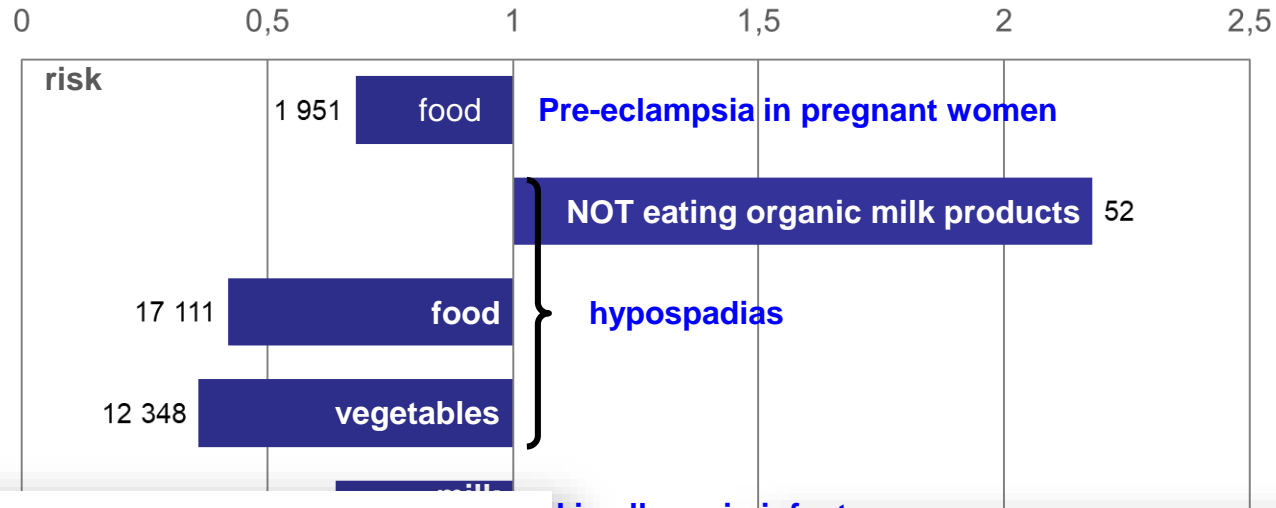 0 0,5 1 1,5 2 2,5
risk
1 951 food Pre-eclampsia in pregnant women
NOT eating organic milk products 52
17 111 food hypospadias
12 348 vegetables
milk